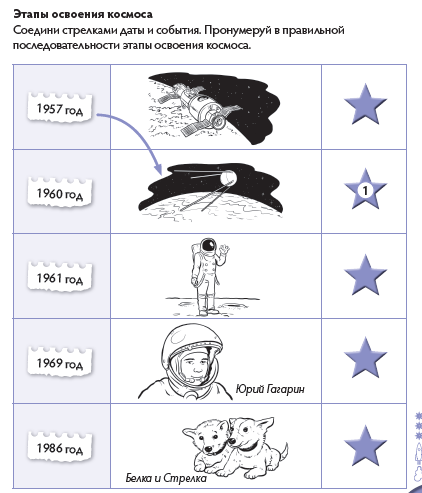 Этапы освоения космоса
Соедини стрелками даты и события. Пронумеруй в правильной
последовательности этапы освоения космоса.
1957 год
1960 год
1
1961 год
1969 год
Юрий Гагарин
1986 год
Белка и Стрелка